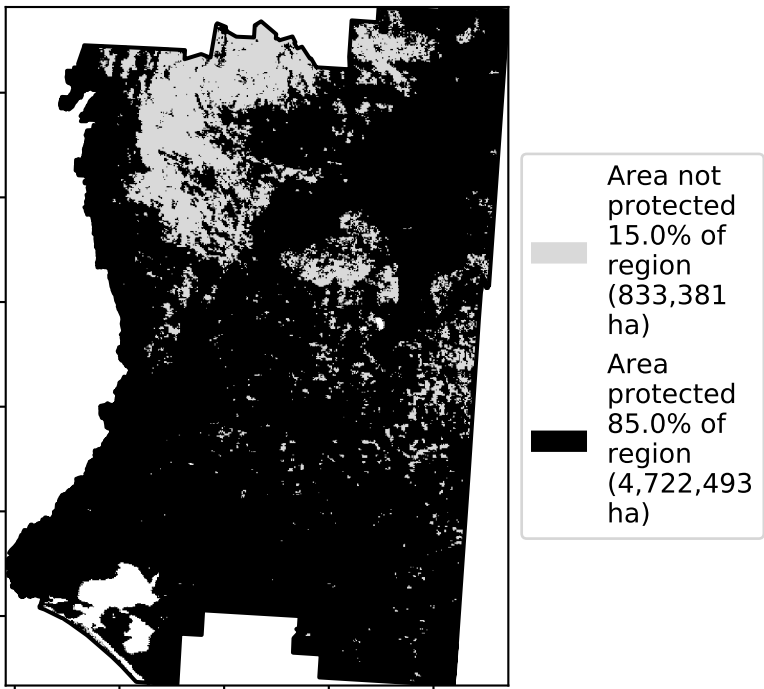 Area not
protected
15.0% of
region
(833,381
ha)
Area
protected
85.0% of
region
(4,722,493
ha)